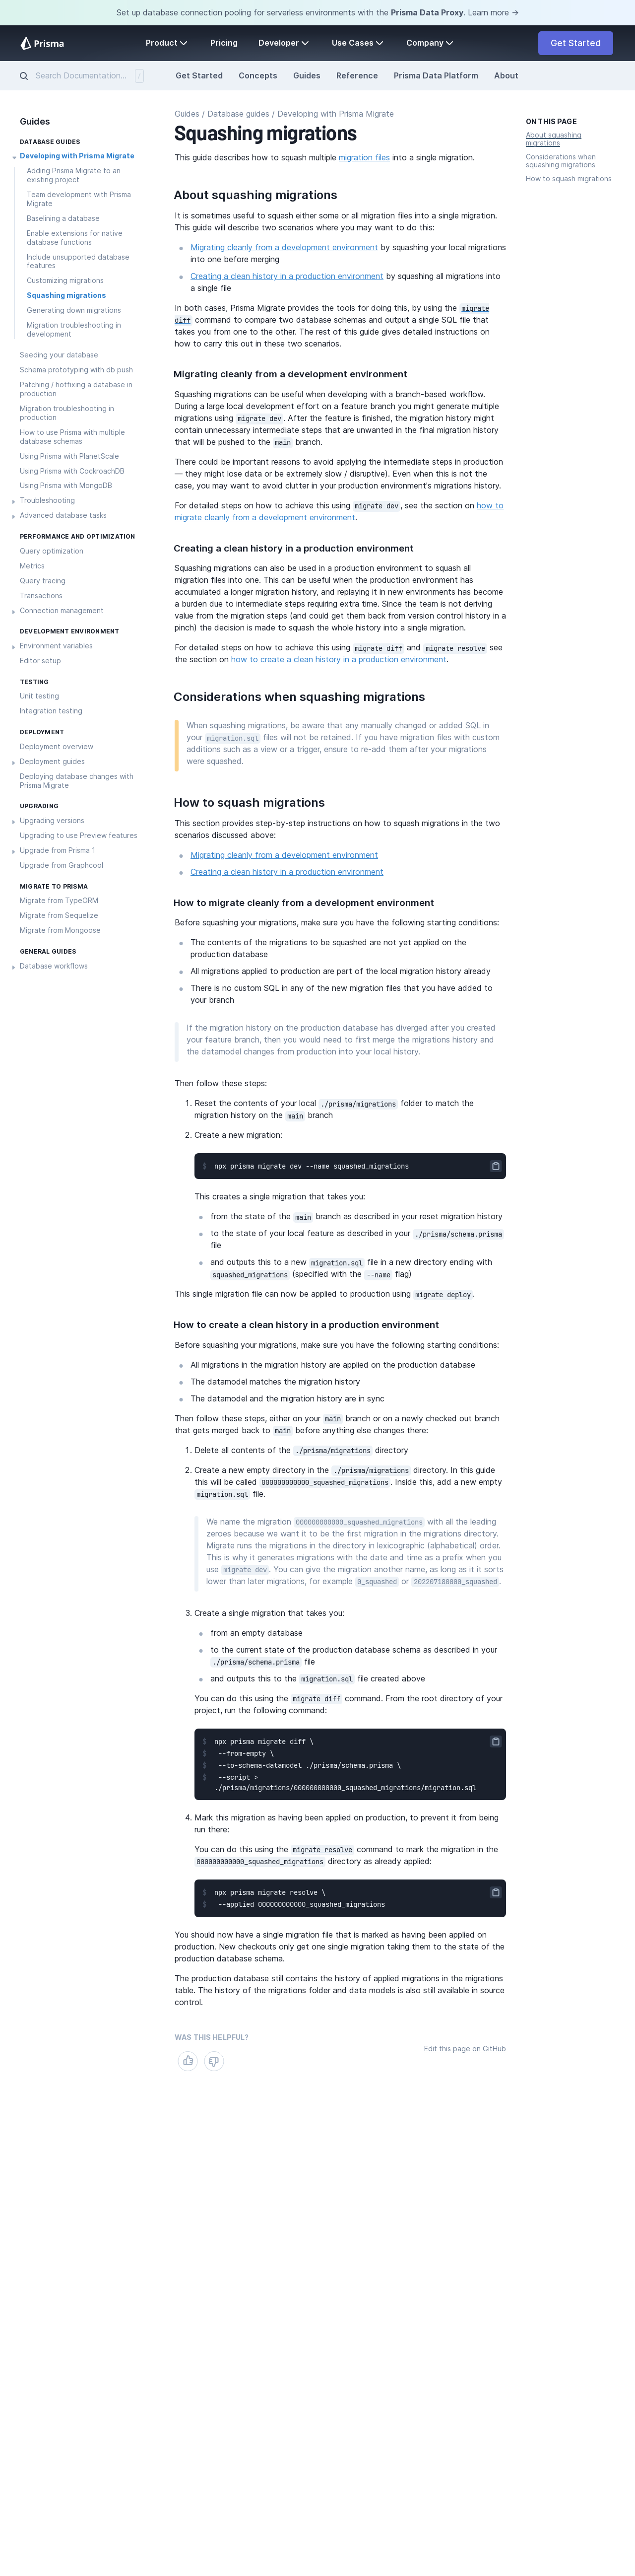 Set up database connection pooling for serverless environments with the Prisma Data Proxy. Learn more →
Prisma
Product
Pricing
Developer
Use Cases
Company
Get Started
Search Documentation...
/
Get Started
Concepts
Guides
Reference
Prisma Data Platform
About
Guides
DATABASE GUIDES
Developing with Prisma Migrate
Adding Prisma Migrate to an
existing project
Team development with Prisma
Migrate
Baselining a database
Enable extensions for native
database functions
Include unsupported database
features
Customizing migrations
Squashing migrations
Generating down migrations
Migration troubleshooting in
development
Seeding your database
Schema prototyping with db push
Patching / hotfixing a database in
production
Migration troubleshooting in
production
How to use Prisma with multiple
database schemas
Using Prisma with PlanetScale
Using Prisma with CockroachDB
Using Prisma with MongoDB
Troubleshooting
Advanced database tasks
PERFORMANCE AND OPTIMIZATION
Query optimization
Metrics
Query tracing
Transactions
Connection management
DEVELOPMENT ENVIRONMENT
Environment variables
Editor setup
TESTING
Unit testing
Integration testing
DEPLOYMENT
Deployment overview
Deployment guides
Deploying database changes with
Prisma Migrate
UPGRADING
Upgrading versions
Upgrading to use Preview features
Upgrade from Prisma 1
Upgrade from Graphcool
MIGRATE TO PRISMA
Migrate from TypeORM
Migrate from Sequelize
Migrate from Mongoose
GENERAL GUIDES
Database workflows
Guides / Database guides / Developing with Prisma Migrate
Squashing migrations
This guide describes how to squash multiple migration files into a single migration.
About squashing migrations
It is sometimes useful to squash either some or all migration files into a single migration.
This guide will describe two scenarios where you may want to do this:
Migrating cleanly from a development environment by squashing your local migrations
into one before merging
Creating a clean history in a production environment by squashing all migrations into
a single file
In both cases, Prisma Migrate provides the tools for doing this, by using the migrate
diff command to compare two database schemas and output a single SQL file that
takes you from one to the other. The rest of this guide gives detailed instructions on
how to carry this out in these two scenarios.
Migrating cleanly from a development environment
Squashing migrations can be useful when developing with a branch-based workflow.
During a large local development effort on a feature branch you might generate multiple
migrations using migrate dev. After the feature is finished, the migration history might
contain unnecessary intermediate steps that are unwanted in the final migration history
that will be pushed to the main branch.
There could be important reasons to avoid applying the intermediate steps in production
— they might lose data or be extremely slow / disruptive). Even when this is not the
case, you may want to avoid clutter in your production environment's migrations history.
For detailed steps on how to achieve this using migrate dev, see the section on how to
migrate cleanly from a development environment.
Creating a clean history in a production environment
Squashing migrations can also be used in a production environment to squash all
migration files into one. This can be useful when the production environment has
accumulated a longer migration history, and replaying it in new environments has become
a burden due to intermediate steps requiring extra time. Since the team is not deriving
value from the migration steps (and could get them back from version control history in a
pinch) the decision is made to squash the whole history into a single migration.
For detailed steps on how to achieve this using migrate diff and migrate resolve see
the section on how to create a clean history in a production environment.
Considerations when squashing migrations
When squashing migrations, be aware that any manually changed or added SQL in
your migration.sql files will not be retained. If you have migration files with custom
additions such as a view or a trigger, ensure to re-add them after your migrations
were squashed.
How to squash migrations
This section provides step-by-step instructions on how to squash migrations in the two
scenarios discussed above:
Migrating cleanly from a development environment
Creating a clean history in a production environment
How to migrate cleanly from a development environment
Before squashing your migrations, make sure you have the following starting conditions:
The contents of the migrations to be squashed are not yet applied on the
production database
All migrations applied to production are part of the local migration history already
There is no custom SQL in any of the new migration files that you have added to
your branch
If the migration history on the production database has diverged after you created
your feature branch, then you would need to first merge the migrations history and
the datamodel changes from production into your local history.
Then follow these steps:
1. Reset the contents of your local ./prisma/migrations folder to match the
migration history on the main branch
2. Create a new migration:
$ npx prisma migrate dev --name squashed_migrations
This creates a single migration that takes you:
from the state of the main branch as described in your reset migration history
to the state of your local feature as described in your ./prisma/schema.prisma
file
and outputs this to a new migration.sql file in a new directory ending with
squashed_migrations (specified with the --name flag)
This single migration file can now be applied to production using migrate deploy.
How to create a clean history in a production environment
Before squashing your migrations, make sure you have the following starting conditions:
All migrations in the migration history are applied on the production database
The datamodel matches the migration history
The datamodel and the migration history are in sync
Then follow these steps, either on your main branch or on a newly checked out branch
that gets merged back to main before anything else changes there:
1. Delete all contents of the ./prisma/migrations directory
2. Create a new empty directory in the ./prisma/migrations directory. In this guide
this will be called 000000000000_squashed_migrations. Inside this, add a new empty
migration.sql file.
We name the migration 000000000000_squashed_migrations with all the leading
zeroes because we want it to be the first migration in the migrations directory.
Migrate runs the migrations in the directory in lexicographic (alphabetical) order.
This is why it generates migrations with the date and time as a prefix when you
use migrate dev. You can give the migration another name, as long as it it sorts
lower than later migrations, for example 0_squashed or 202207180000_squashed.
3. Create a single migration that takes you:
from an empty database
to the current state of the production database schema as described in your
./prisma/schema.prisma file
and outputs this to the migration.sql file created above
You can do this using the migrate diff command. From the root directory of your
project, run the following command:
$ npx prisma migrate diff \
$ --from-empty \
$ --to-schema-datamodel ./prisma/schema.prisma \
$ --script >
./prisma/migrations/000000000000_squashed_migrations/migration.sql
4. Mark this migration as having been applied on production, to prevent it from being
run there:
You can do this using the migrate resolve command to mark the migration in the
000000000000_squashed_migrations directory as already applied:
$ npx prisma migrate resolve \
$ --applied 000000000000_squashed_migrations
You should now have a single migration file that is marked as having been applied on
production. New checkouts only get one single migration taking them to the state of the
production database schema.
The production database still contains the history of applied migrations in the migrations
table. The history of the migrations folder and data models is also still available in source
control.
WAS THIS HELPFUL?
Edit this page on GitHub
ON THIS PAGE
About squashing
migrations
Considerations when
squashing migrations
How to squash migrations